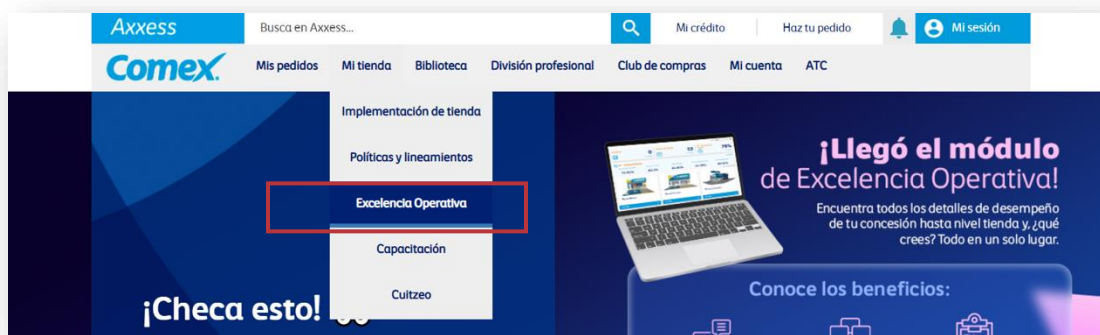 Axxess
Busca en Axxess...
Mi crédito
Haz tu pedido
Mi sesión
Comex.
Mis pedidos
Mi tienda
Biblioteca
División profesional
Club de compras
Mi cuenta
ATC
Implementación de tienda
Políticas y lineamientos
Excelencia Operativa
Capacitación
Cuitzeo
¡Checa esto!
¡Llegó el módulo
de Excelencia Operativa!
Encuentra todos los detalles de desempeño
de tu concesión hasta nivel tienda y, ¿qué
crees? Todo en un solo lugar.
Conoce los beneficios: